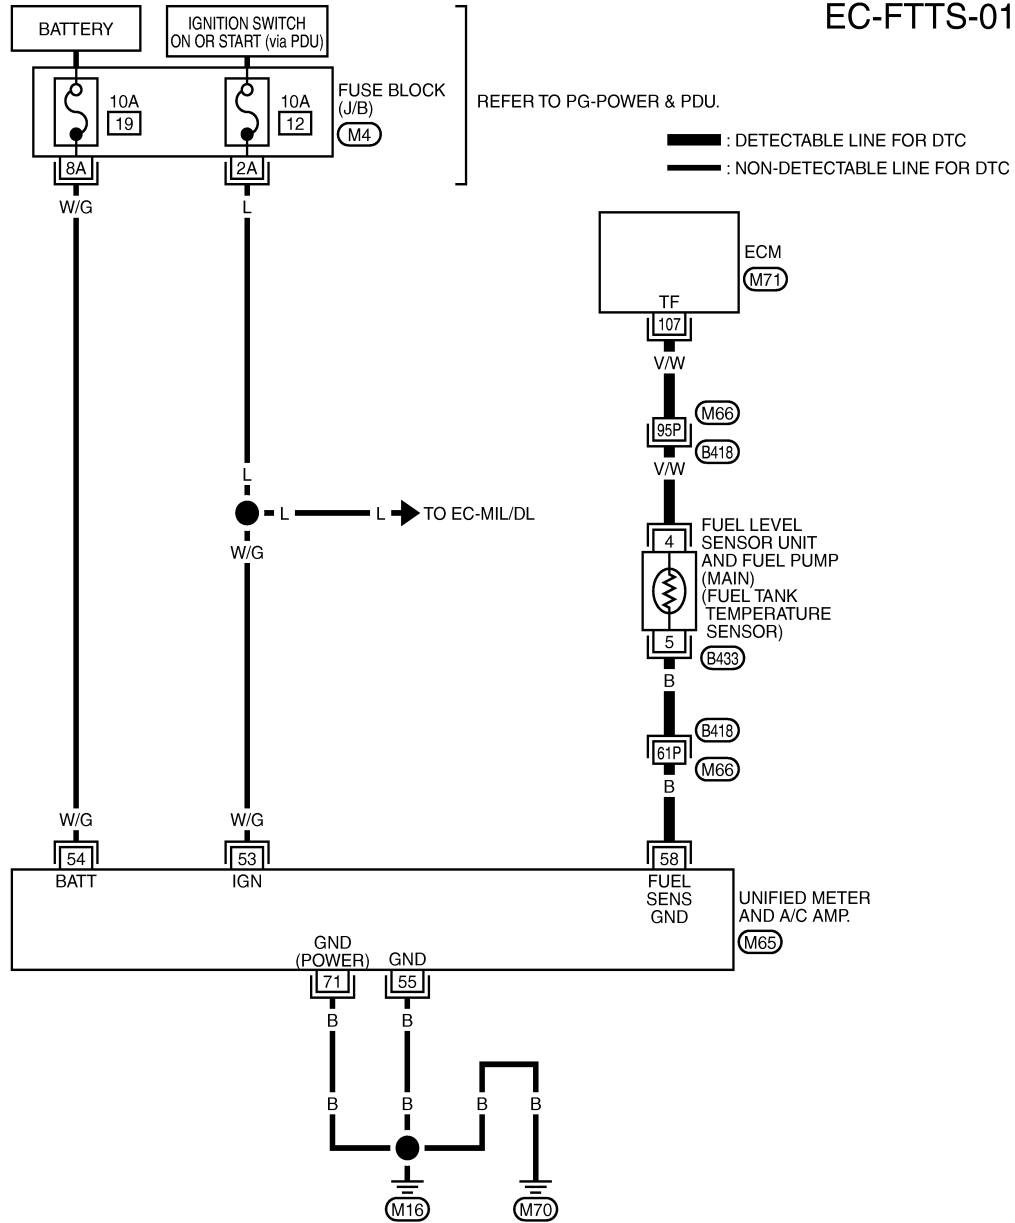 EC-FTTS-01
BATTERY
IGNITION SWITCH
ON OR START (via PDU)
10A
19
10A
12
FUSE BLOCK
(J/B)
M4
REFER TO PG-POWER & PDU.
: DETECTABLE LINE FOR DTC
: NON-DETECTABLE LINE FOR DTC
8A
2A
W/G
L
ECM
M71
TF
107
V/W
M66
95P
B418
V/W
L
L
L
TO EC-MIL/DL
W/G
4
FUEL LEVEL
SENSOR UNIT
AND FUEL PUMP
(MAIN)
(FUEL TANK
TEMPERATURE
SENSOR)
5
B433
B
B418
61P
M66
B
W/G
W/G
54
53
58
BATT
IGN
FUEL
SENS
GND
UNIFIED METER
AND A/C AMP.
M65
GND
(POWER)
GND
71
55
B
B
B
B
B
B
M16
M70